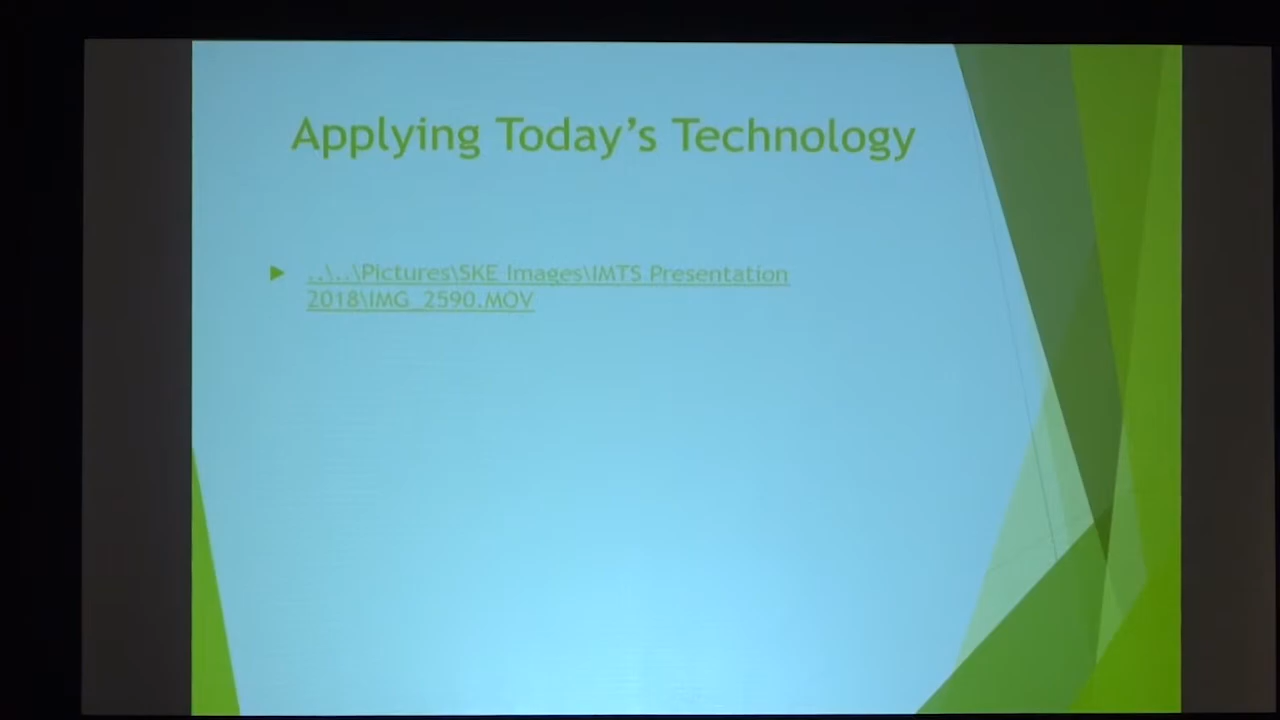 Applying Today's Technology
..\..\Pictures\SKE Images\IMTS Presentation
2018\IMG_2590.MOV